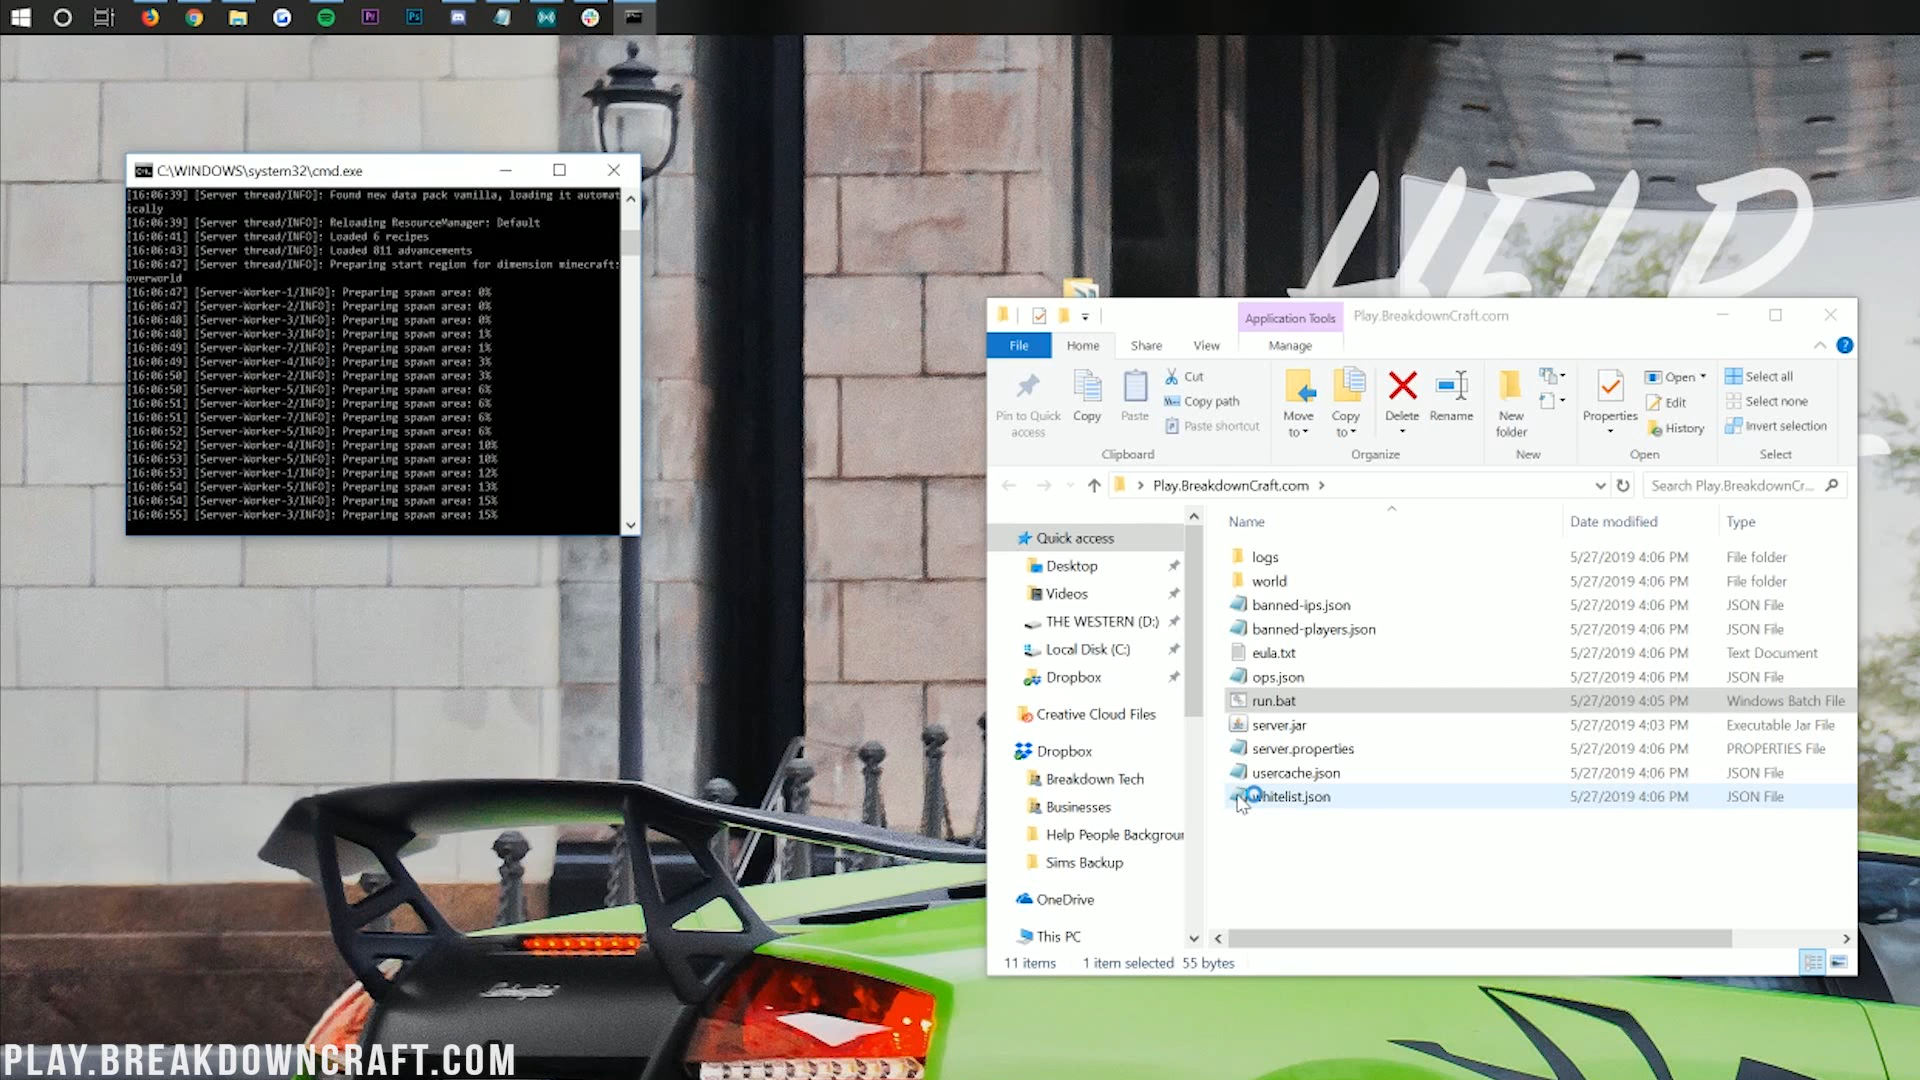 C:\WINDOWS\system32\cmd.exe
[16:06:39] [Server thread/INFO]: Found new data pack vanilla, loading it automat
ically
[16:06:39] [Server thread/INFO]: Reloading ResourceManager: Default
[16:06:41] [Server thread/INFO]: Loaded 6 recipes
[16:06:43] [Server thread/INFO]: Loaded 811 advancements
[16:06:47] [Server thread/INFO]: Preparing start region for dimension minecraft:
overworld
[16:06:47] [Server-Worker-1/INFO]: Preparing spawn area: 0%
[16:06:47] [Server-Worker-2/INFO]: Preparing spawn area: 0%
[16:06:48] [Server-Worker-3/INFO]: Preparing spawn area: 0%
[16:06:48] [Server-Worker-3/INFO]: Preparing spawn area: 1%
[16:06:49] [Server-Worker-7/INFO]: Preparing spawn area: 1%
[16:06:49] [Server-Worker-4/INFO]: Preparing spawn area: 3%
[16:06:50] [Server-Worker-2/INFO]: Preparing spawn area: 3%
[16:06:50] [Server-Worker-5/INFO]: Preparing spawn area: 6%
[16:06:51] [Server-Worker-2/INFO]: Preparing spawn area: 6%
[16:06:51] [Server-Worker-7/INFO]: Preparing spawn area: 6%
[16:06:52] [Server-Worker-5/INFO]: Preparing spawn area: 6%
[16:06:52] [Server-Worker-4/INFO]: Preparing spawn area: 10%
[16:06:53] [Server-Worker-5/INFO]: Preparing spawn area: 10%
[16:06:53] [Server-Worker-1/INFO]: Preparing spawn area: 12%
[16:06:54] [Server-Worker-5/INFO]: Preparing spawn area: 13%
[16:06:54] [Server-Worker-3/INFO]: Preparing spawn area: 15%
[16:06:55] [Server-Worker-3/INFO]: Preparing spawn area: 15%
HELP
Application Tools Play.BreakdownCraft.com
File Home Share View Manage
Pin to Quick access
Copy
Paste
Cut
Copy path
Paste shortcut
Clipboard
Move to
Copy to
Delete
Rename
Organize
New folder
New
Properties
Open
Edit
History
Open
Select all
Select none
Invert selection
Select
Play.BreakdownCraft.com
Search Play.BreakdownCr...
Quick access
Desktop
Videos
THE WESTERN (D:)
Local Disk (C:)
Dropbox
Creative Cloud Files
Dropbox
Breakdown Tech
Businesses
Help People Backgrour
Sims Backup
OneDrive
This PC
Name Date modified Type
logs 5/27/2019 4:06 PM File folder
world 5/27/2019 4:06 PM File folder
banned-ips.json 5/27/2019 4:06 PM JSON File
banned-players.json 5/27/2019 4:06 PM JSON File
eula.txt 5/27/2019 4:06 PM Text Document
ops.json 5/27/2019 4:06 PM JSON File
run.bat 5/27/2019 4:05 PM Windows Batch File
server.jar 5/27/2019 4:03 PM Executable Jar File
server.properties 5/27/2019 4:06 PM PROPERTIES File
usercache.json 5/27/2019 4:06 PM JSON File
whitelist.json 5/27/2019 4:06 PM JSON File
11 items 1 item selected 55 bytes
Lamborghini
PLAY.BREAKDOWNCRAFT.COM